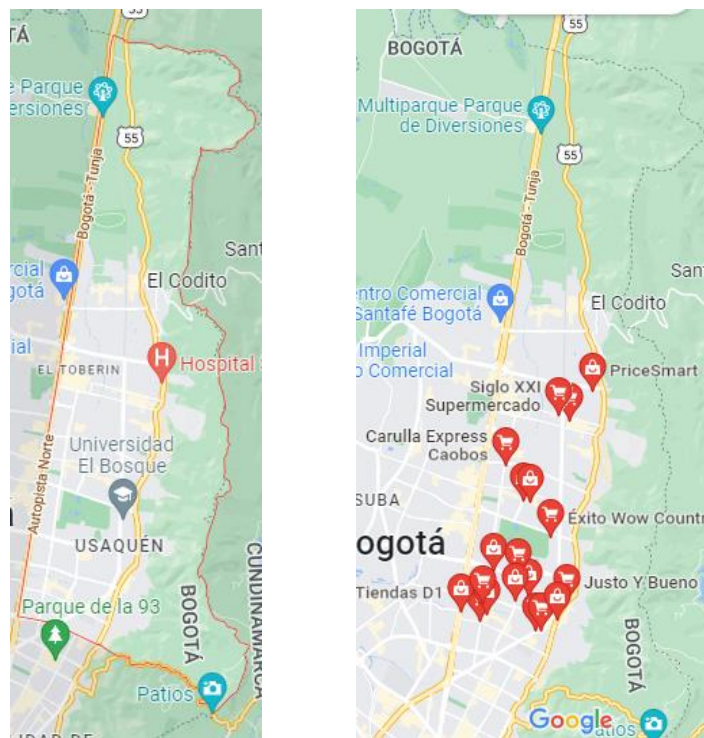 55
TÁ
e Parque
ersiones
55
Bogotá - Tunja
Sant
rcial
gotá
El Codito
ial
EL TOBERIN
Hospital
Universidad
El Bosque
Autopista Norte
USAQUÉN
Parque de la 93
BOGOTÁ
CUNDINAMARCA
Patios
55
BOGOTÁ
Multiparque Parque
de Diversiones
55
Bogotá - Tunja
San
ntro Comercial
Santafé Bogotá
El Codito
Imperial
o Comercial
PriceSmart
Siglo XXI
Supermercado
Carulla Express
Caobos
SUBA
Éxito Wow Countr
ogotá
Tiendas D1
Justo Y Bueno
BOGOTÁ
Google
atios